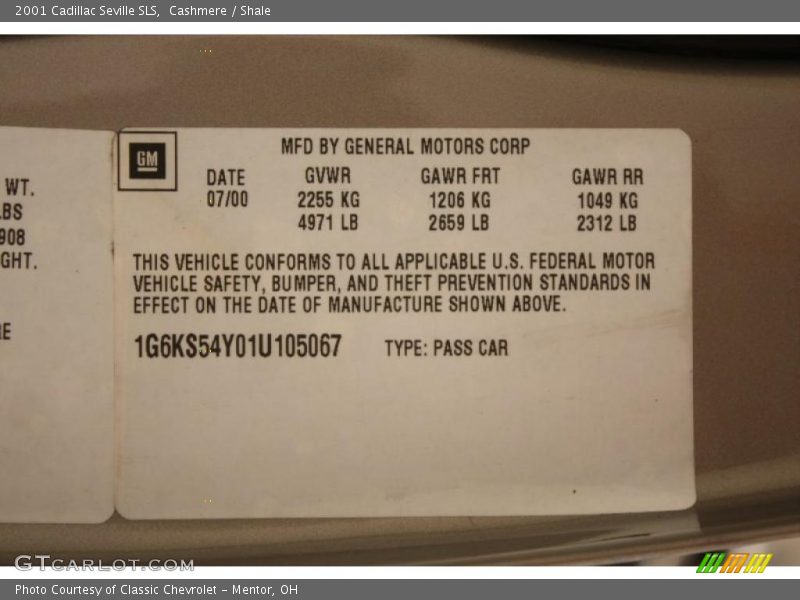 2001 Cadillac Seville SLS,  Cashmere / Shale
WT.
LBS
908
GHT.
RE
GM
MFD BY GENERAL MOTORS CORP
DATE GVWR GAWR FRT GAWR RR
07/00 2255 KG 1206 KG 1049 KG
4971 LB 2659 LB 2312 LB
THIS VEHICLE CONFORMS TO ALL APPLICABLE U.S. FEDERAL MOTOR
VEHICLE SAFETY, BUMPER, AND THEFT PREVENTION STANDARDS IN
EFFECT ON THE DATE OF MANUFACTURE SHOWN ABOVE.
1G6KS54Y01U105067 TYPE: PASS CAR
GTCARLOT.COM
Photo Courtesy of Classic Chevrolet - Mentor, OH